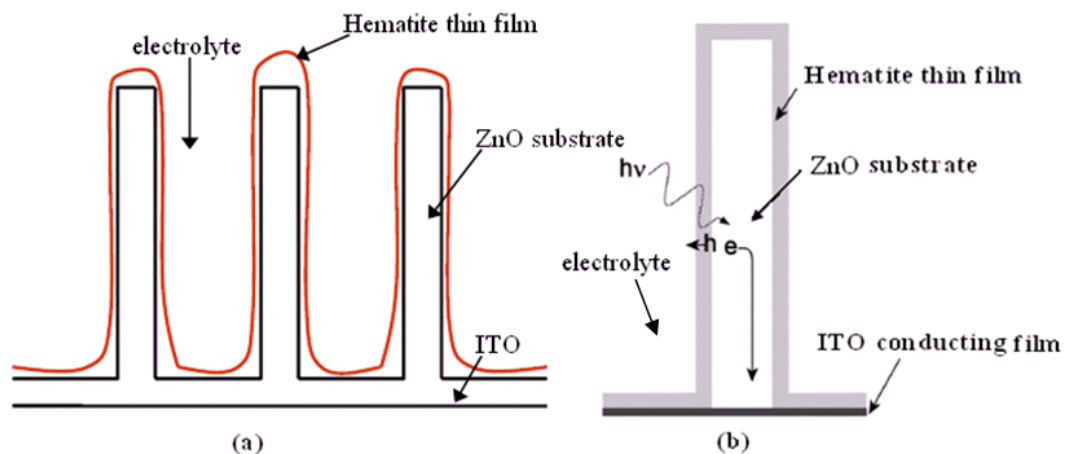 Hematite thin film
electrolyte
ZnO substrate
ITO
(a)
Hematite thin film
ZnO substrate
hν
h e
electrolyte
ITO conducting film
(b)